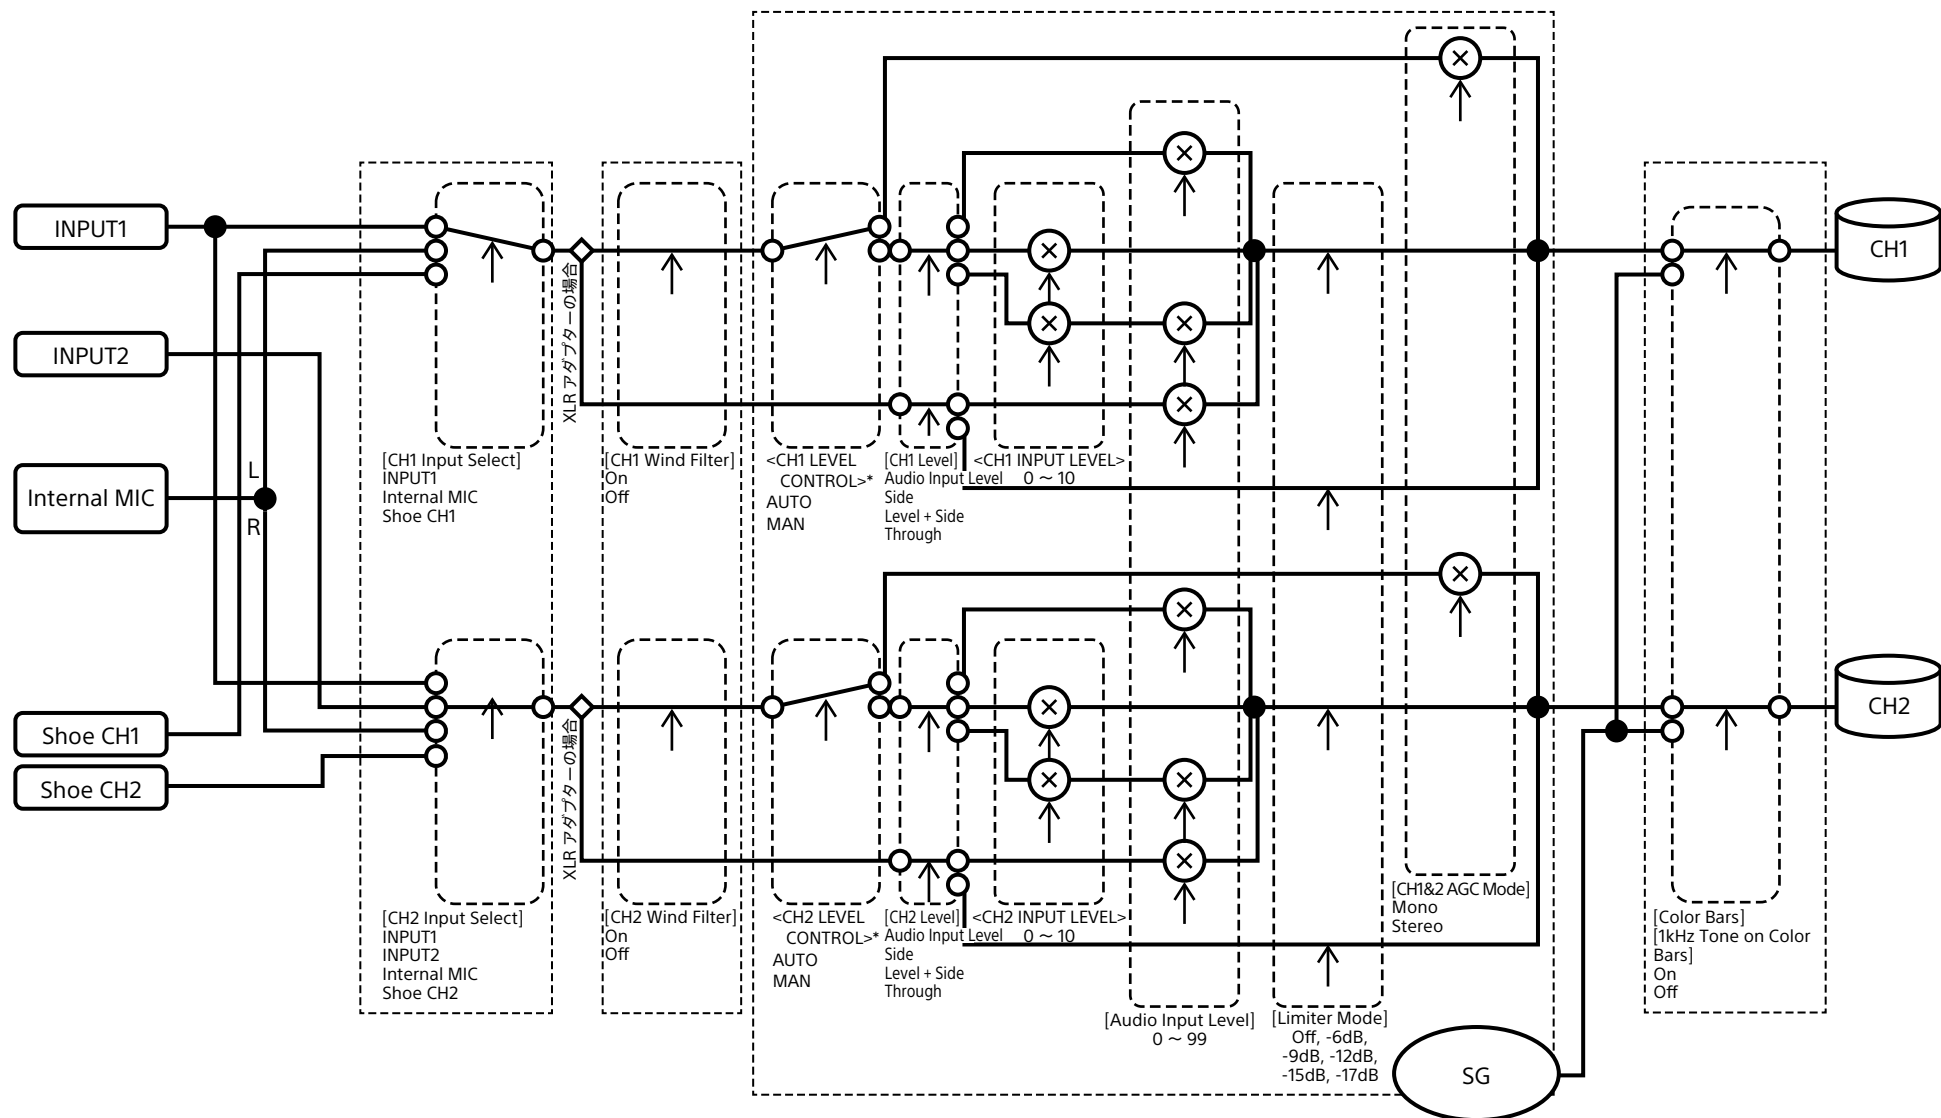 INPUT1
INPUT2
Internal MIC
L
R
Shoe CH1
Shoe CH2
[CH1 Input Select]
INPUT1
Internal MIC
Shoe CH1
XLR アダプターの場合
[CH1 Wind Filter]
On
Off
<CH1 LEVEL
CONTROL>*
AUTO
MAN
[CH1 Level]
Audio Input Level
Side
Level + Side
Through
<CH1 INPUT LEVEL>
0 ~ 10
CH1
[CH2 Input Select]
INPUT1
INPUT2
Internal MIC
Shoe CH2
XLR アダプターの場合
[CH2 Wind Filter]
On
Off
<CH2 LEVEL
CONTROL>*
AUTO
MAN
[CH2 Level]
Audio Input Level
Side
Level + Side
Through
<CH2 INPUT LEVEL>
0 ~ 10
[Audio Input Level]
0 ~ 99
[Limiter Mode]
Off, -6dB,
-9dB, -12dB,
-15dB, -17dB
[CH1&2 AGC Mode]
Mono
Stereo
SG
[Color Bars]
[1kHz Tone on Color
Bars]
On
Off
CH2